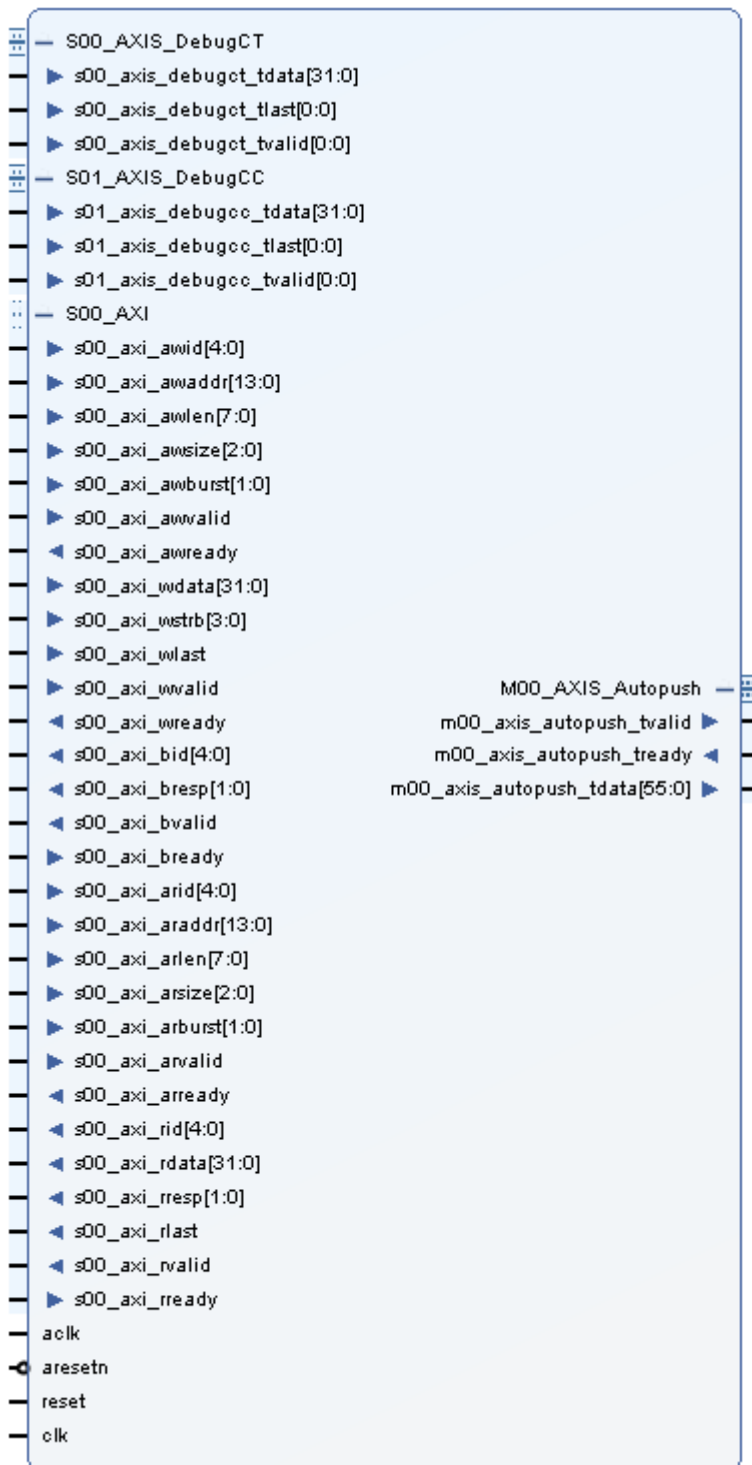 S00_AXIS_DebugCT
s00_axis_debugct_tdata[31:0]
s00_axis_debugct_tlast[0:0]
s00_axis_debugct_tvalid[0:0]
S01_AXIS_DebugCC
s01_axis_debugcc_tdata[31:0]
s01_axis_debugcc_tlast[0:0]
s01_axis_debugcc_tvalid[0:0]
S00_AXI
s00_axi_awid[4:0]
s00_axi_awaddr[13:0]
s00_axi_awlen[7:0]
s00_axi_awsize[2:0]
s00_axi_awburst[1:0]
s00_axi_awvalid
s00_axi_awready
s00_axi_wdata[31:0]
s00_axi_wstrb[3:0]
s00_axi_wlast
s00_axi_wvalid
s00_axi_wready
s00_axi_bid[4:0]
s00_axi_bresp[1:0]
s00_axi_bvalid
s00_axi_bready
s00_axi_arid[4:0]
s00_axi_araddr[13:0]
s00_axi_arlen[7:0]
s00_axi_arsize[2:0]
s00_axi_arburst[1:0]
s00_axi_arvalid
s00_axi_arready
s00_axi_rid[4:0]
s00_axi_rdata[31:0]
s00_axi_rresp[1:0]
s00_axi_rlast
s00_axi_rvalid
s00_axi_rready
aclk
aresetn
reset
clk
M00_AXIS_Autopush
m00_axis_autopush_tvalid
m00_axis_autopush_tready
m00_axis_autopush_tdata[55:0]